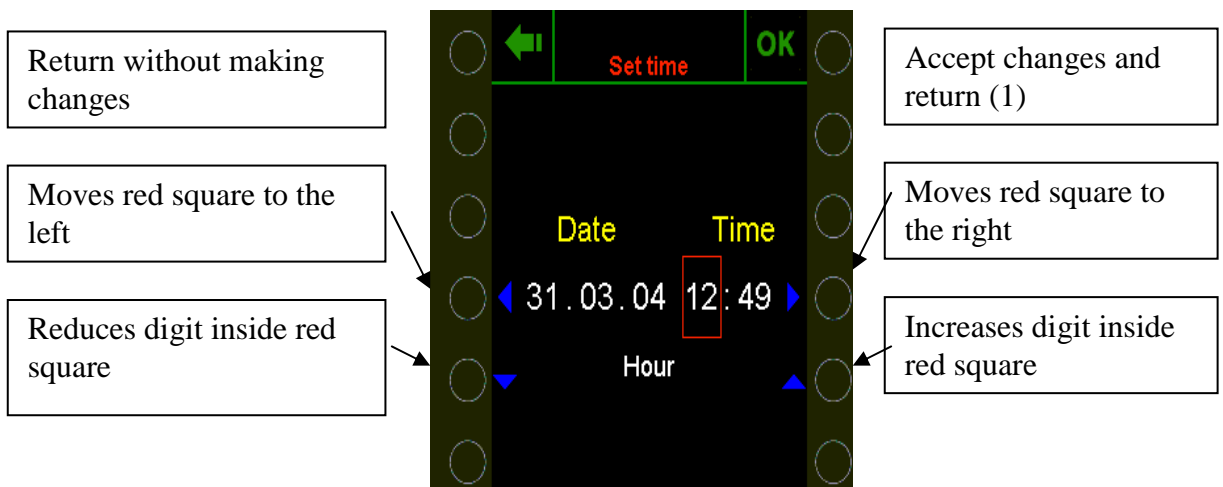 Return without making
changes
Moves red square to the
left
Reduces digit inside red
square
Set time
OK
Date Time
31.03.04 12:49
Hour
Accept changes and
return (1)
Moves red square to
the right
Increases digit inside
red square